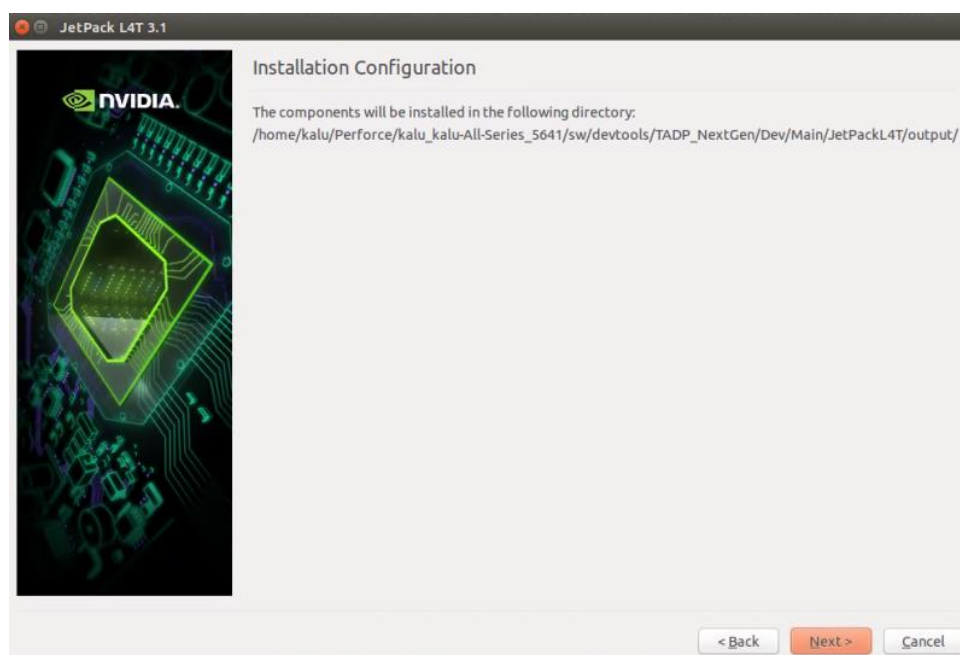 JetPack L4T 3.1
NVIDIA.
Installation Configuration
The components will be installed in the following directory:
/home/kalu/Perforce/kalu_kalu-All-Series_5641/sw/devtools/TADP_NextGen/Dev/Main/JetPackL4T/output/
< Back
Next >
Cancel